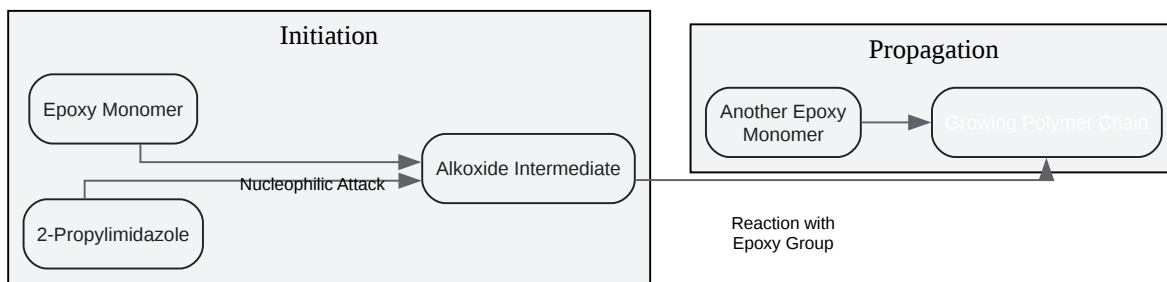 Initiation
Propagation
Epoxy Monomer
Another Epoxy
Monomer
Growing Polymer Chain
Alkoxide Intermediate
Nucleophilic Attack
2-Propylimidazole
Reaction with
Epoxy Group